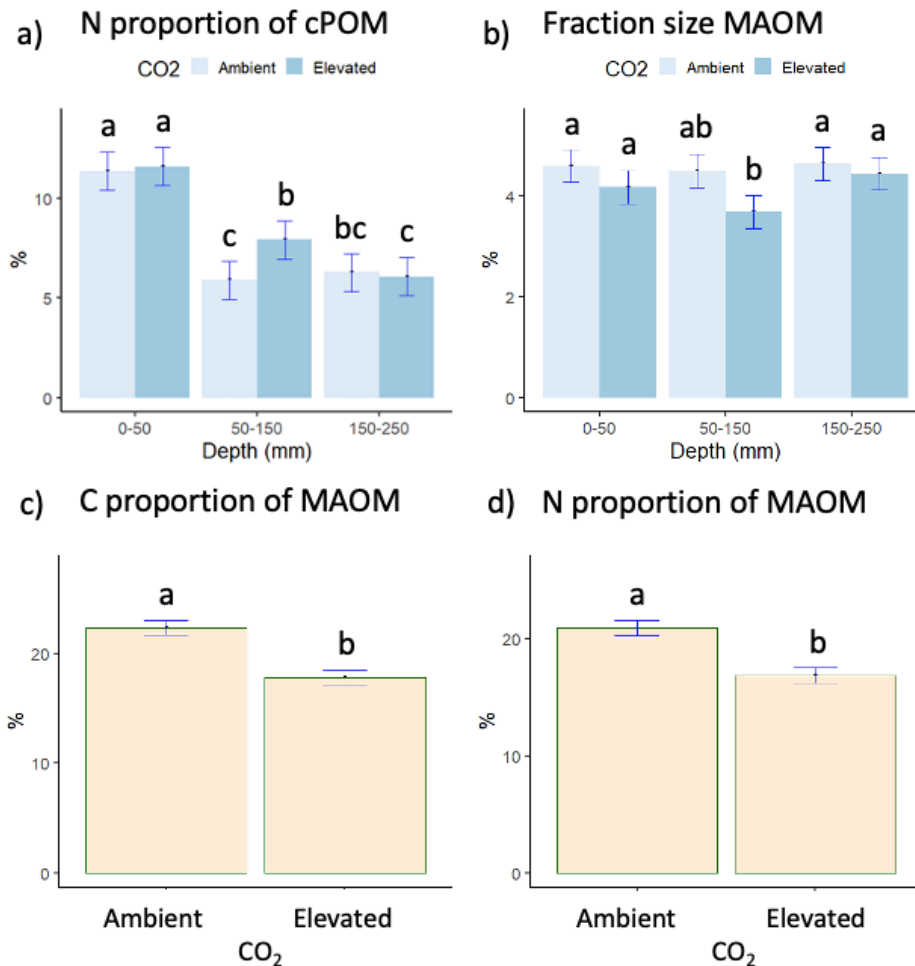 a) N proportion of cPOM
CO2 Ambient Elevated
a a
c b
bc c
10
5
0
%
0-50 50-150 150-250
Depth (mm)
b) Fraction size MAOM
CO2 Ambient Elevated
a a
ab b
a a
4
2
0
%
0-50 50-150 150-250
Depth (mm)
c) C proportion of MAOM
a
b
20
10
0
%
Ambient Elevated
CO₂
d) N proportion of MAOM
a
b
20
10
0
%
Ambient Elevated
CO₂